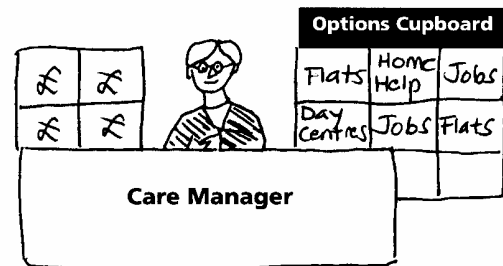 Options Cupboard
Flats
Home
Help
Jobs
Day
Centres
Jobs
Flats
Care Manager